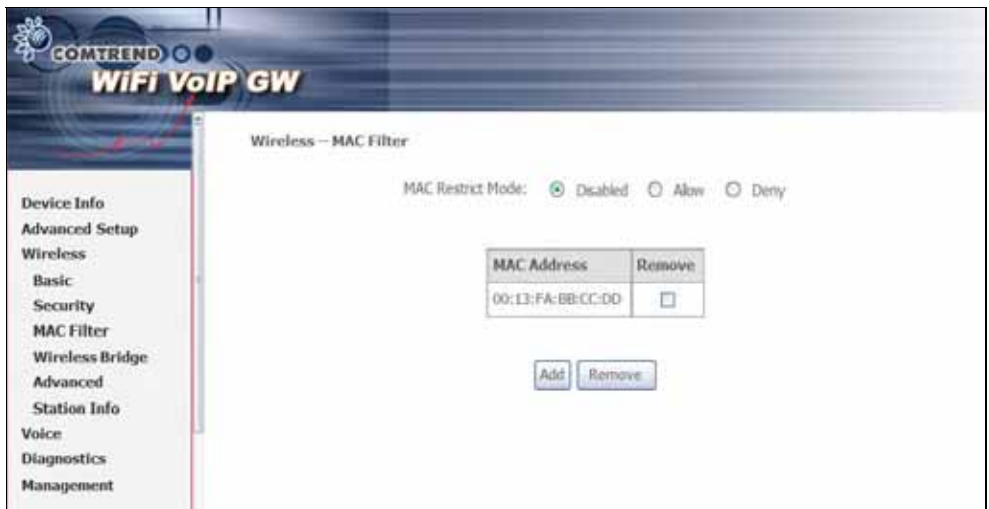 COMTREND
WiFi VoIP GW
Wireless -- MAC Filter
MAC Restrict Mode: Disabled Allow Deny
MAC Address Remove
00:13:FA:BB:CC:DD
Add Remove
Device Info
Advanced Setup
Wireless
Basic
Security
MAC Filter
Wireless Bridge
Advanced
Station Info
Voice
Diagnostics
Management